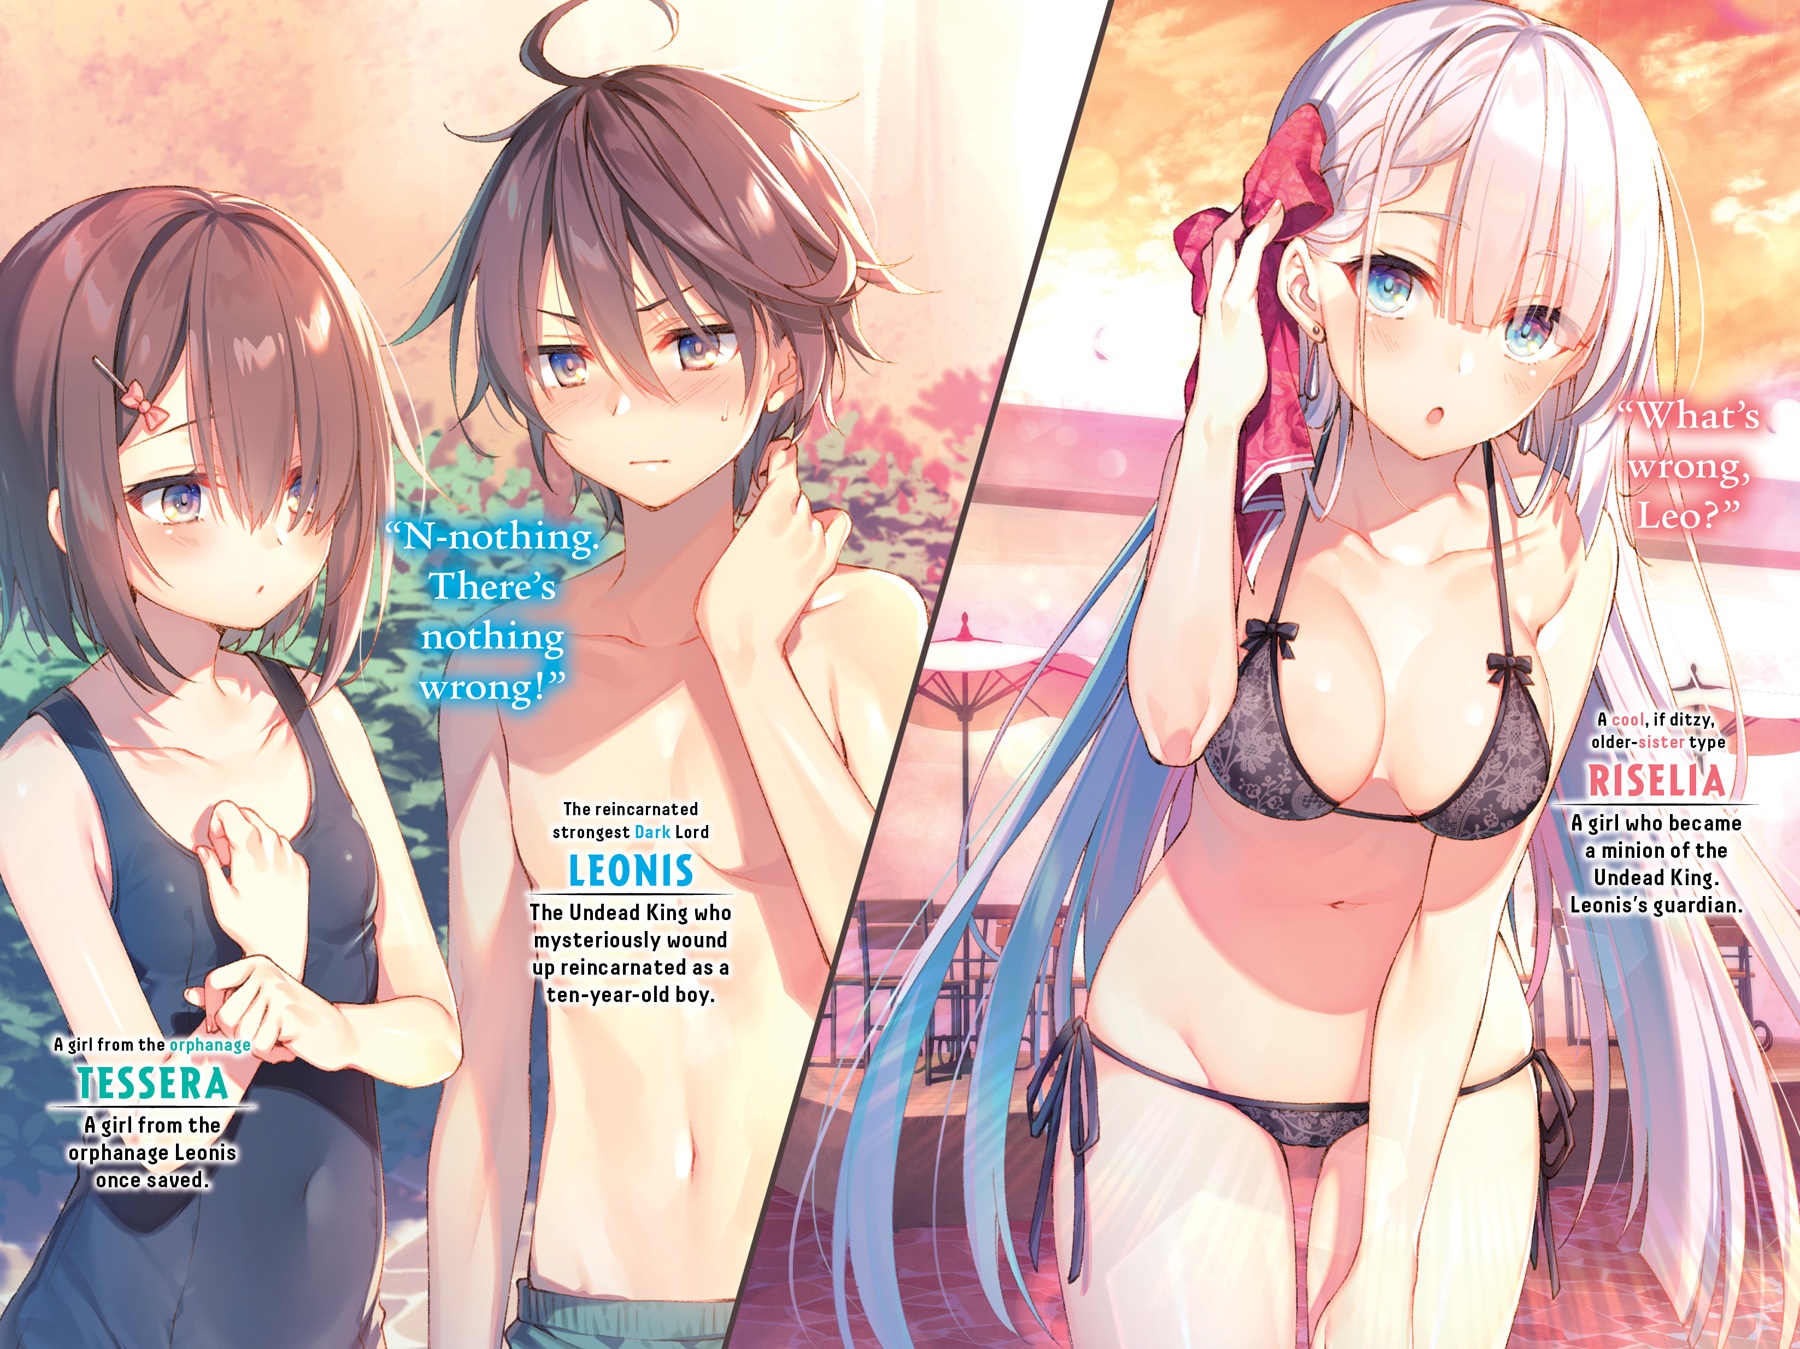 “N-nothing.
There’s
nothing
wrong!”
The reincarnated
strongest Dark Lord
LEONIS
The Undead King who
mysteriously wound
up reincarnated as a
ten-year-old boy.
A girl from the orphanage
TESSERA
A girl from the
orphanage Leonis
once saved.
“What’s
wrong,
Leo?”
A cool, if ditzy,
older-sister type
RISELIA
A girl who became
a minion of the
Undead King.
Leonis’s guardian.